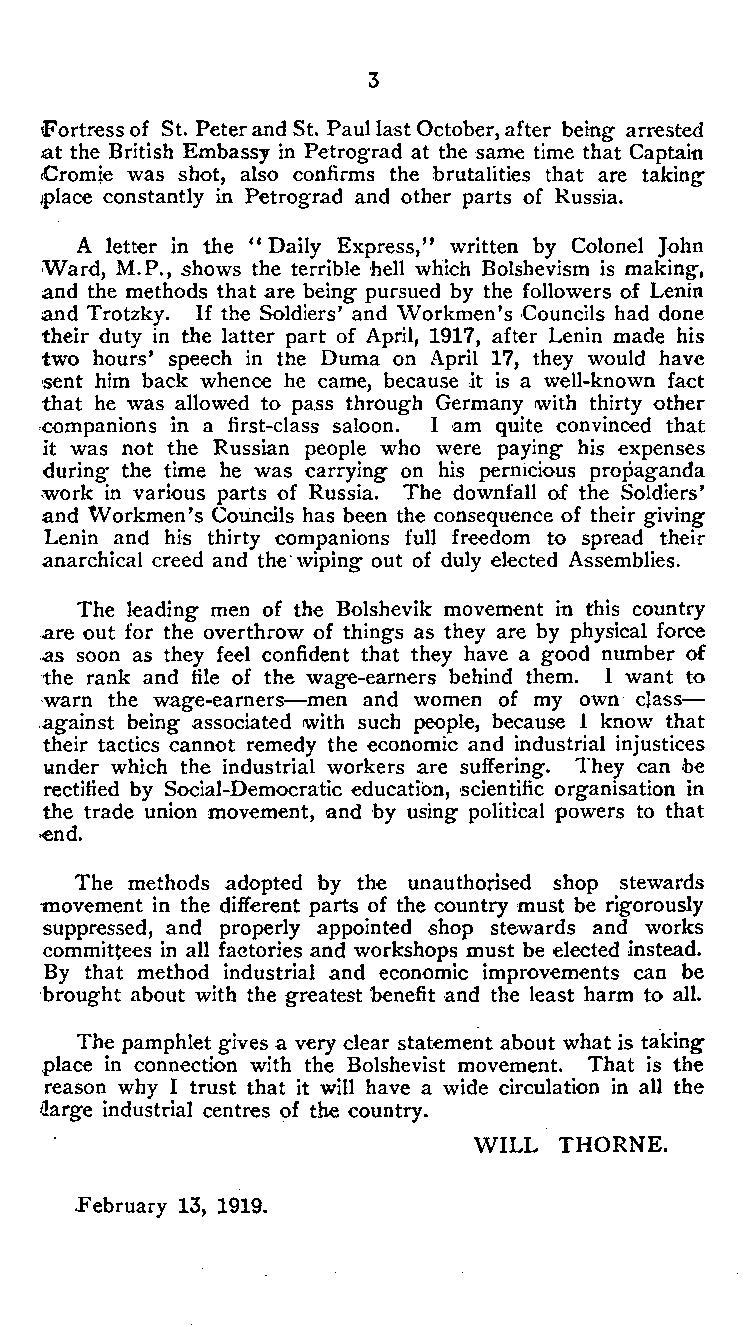 3
Fortress of St. Peter and St. Paul last October, after being arrested
at the British Embassy in Petrograd at the same time that Captain
Cromie was shot, also confirms the brutalities that are taking
place constantly in Petrograd and other parts of Russia.
A letter in the "Daily Express," written by Colonel John
Ward, M.P., shows the terrible hell which Bolshevism is making,
and the methods that are being pursued by the followers of Lenin
and Trotzky. If the Soldiers' and Workmen's Councils had done
their duty in the latter part of April, 1917, after Lenin made his
two hours' speech in the Duma on April 17, they would have
sent him back whence he came, because it is a well-known fact
that he was allowed to pass through Germany with thirty other
companions in a first-class saloon. I am quite convinced that
it was not the Russian people who were paying his expenses
during the time he was carrying on his pernicious propaganda
work in various parts of Russia. The downfall of the Soldiers'
and Workmen's Councils has been the consequence of their giving
Lenin and his thirty companions full freedom to spread their
anarchical creed and the wiping out of duly elected Assemblies.
The leading men of the Bolshevik movement in this country
are out for the overthrow of things as they are by physical force
as soon as they feel confident that they have a good number of
the rank and file of the wage-earners behind them. I want to
warn the wage-earners—men and women of my own class—
against being associated with such people, because I know that
their tactics cannot remedy the economic and industrial injustices
under which the industrial workers are suffering. They can be
rectified by Social-Democratic education, scientific organisation in
the trade union movement, and by using political powers to that
end.
The methods adopted by the unauthorised shop stewards
movement in the different parts of the country must be rigorously
suppressed, and properly appointed shop stewards and works
committees in all factories and workshops must be elected instead.
By that method industrial and economic improvements can be
brought about with the greatest benefit and the least harm to all.
The pamphlet gives a very clear statement about what is taking
place in connection with the Bolshevist movement. That is the
reason why I trust that it will have a wide circulation in all the
large industrial centres of the country.
WILL THORNE.
February 13, 1919.